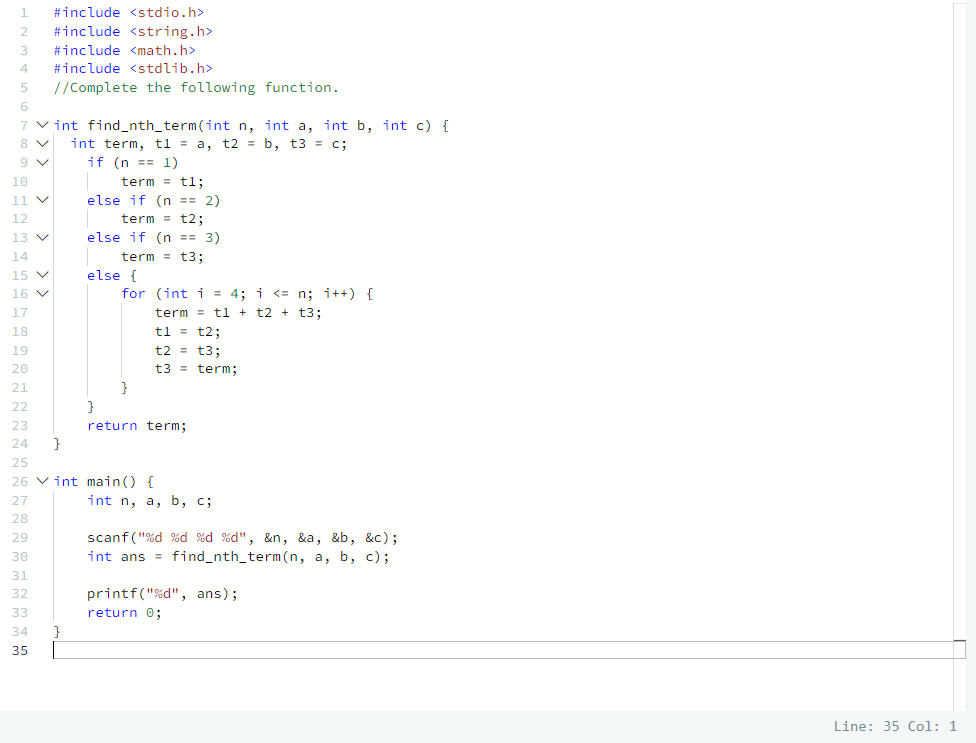 1 #include <stdio.h>
2 #include <string.h>
3 #include <math.h>
4 #include <stdlib.h>
5 //Complete the following function.
6
7 int find_nth_term(int n, int a, int b, int c) {
8   int term, t1 = a, t2 = b, t3 = c;
9     if (n == 1)
10         term = t1;
11     else if (n == 2)
12         term = t2;
13     else if (n == 3)
14         term = t3;
15     else {
16         for (int i = 4; i <= n; i++) {
17             term = t1 + t2 + t3;
18             t1 = t2;
19             t2 = t3;
20             t3 = term;
21         }
22     }
23     return term;
24 }
25
26 int main() {
27     int n, a, b, c;
28
29     scanf("%d %d %d %d", &n, &a, &b, &c);
30     int ans = find_nth_term(n, a, b, c);
31
32     printf("%d", ans);
33     return 0;
34 }
35
Line: 35 Col: 1